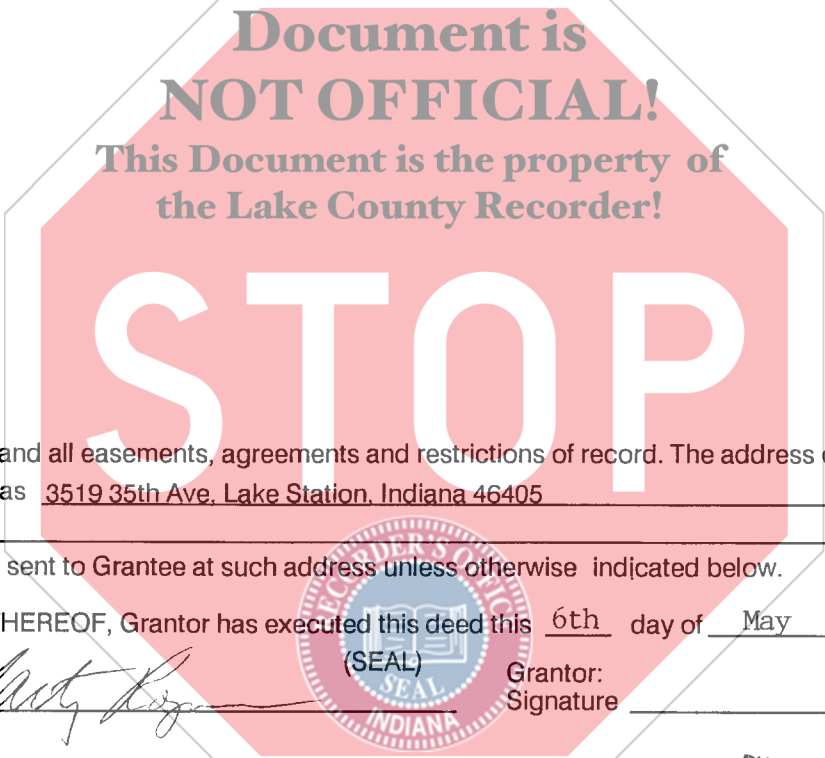 Document is
NOT OFFICIAL!
This Document is the property of
the Lake County Recorder!
STOP
and all easements, agreements and restrictions of record. The address
as 3519 35th Ave, Lake Station, Indiana 46405
sent to Grantee at such address unless otherwise indicated below.
HEREOF, Grantor has executed this deed this 6th day of May
(SEAL)
Grantor:
Signature
RECORDER'S OFFICE
SEAL
INDIANA